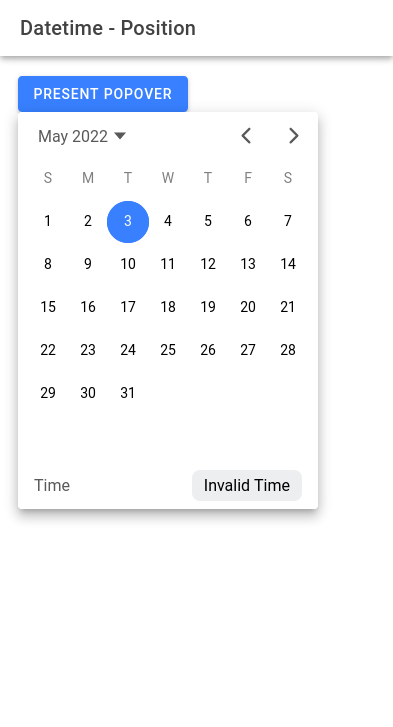 Datetime - Position
PRESENT POPOVER
May 2022
S M T W T F S
1 2 3 4 5 6 7
8 9 10 11 12 13 14
15 16 17 18 19 20 21
22 23 24 25 26 27 28
29 30 31
Time Invalid Time